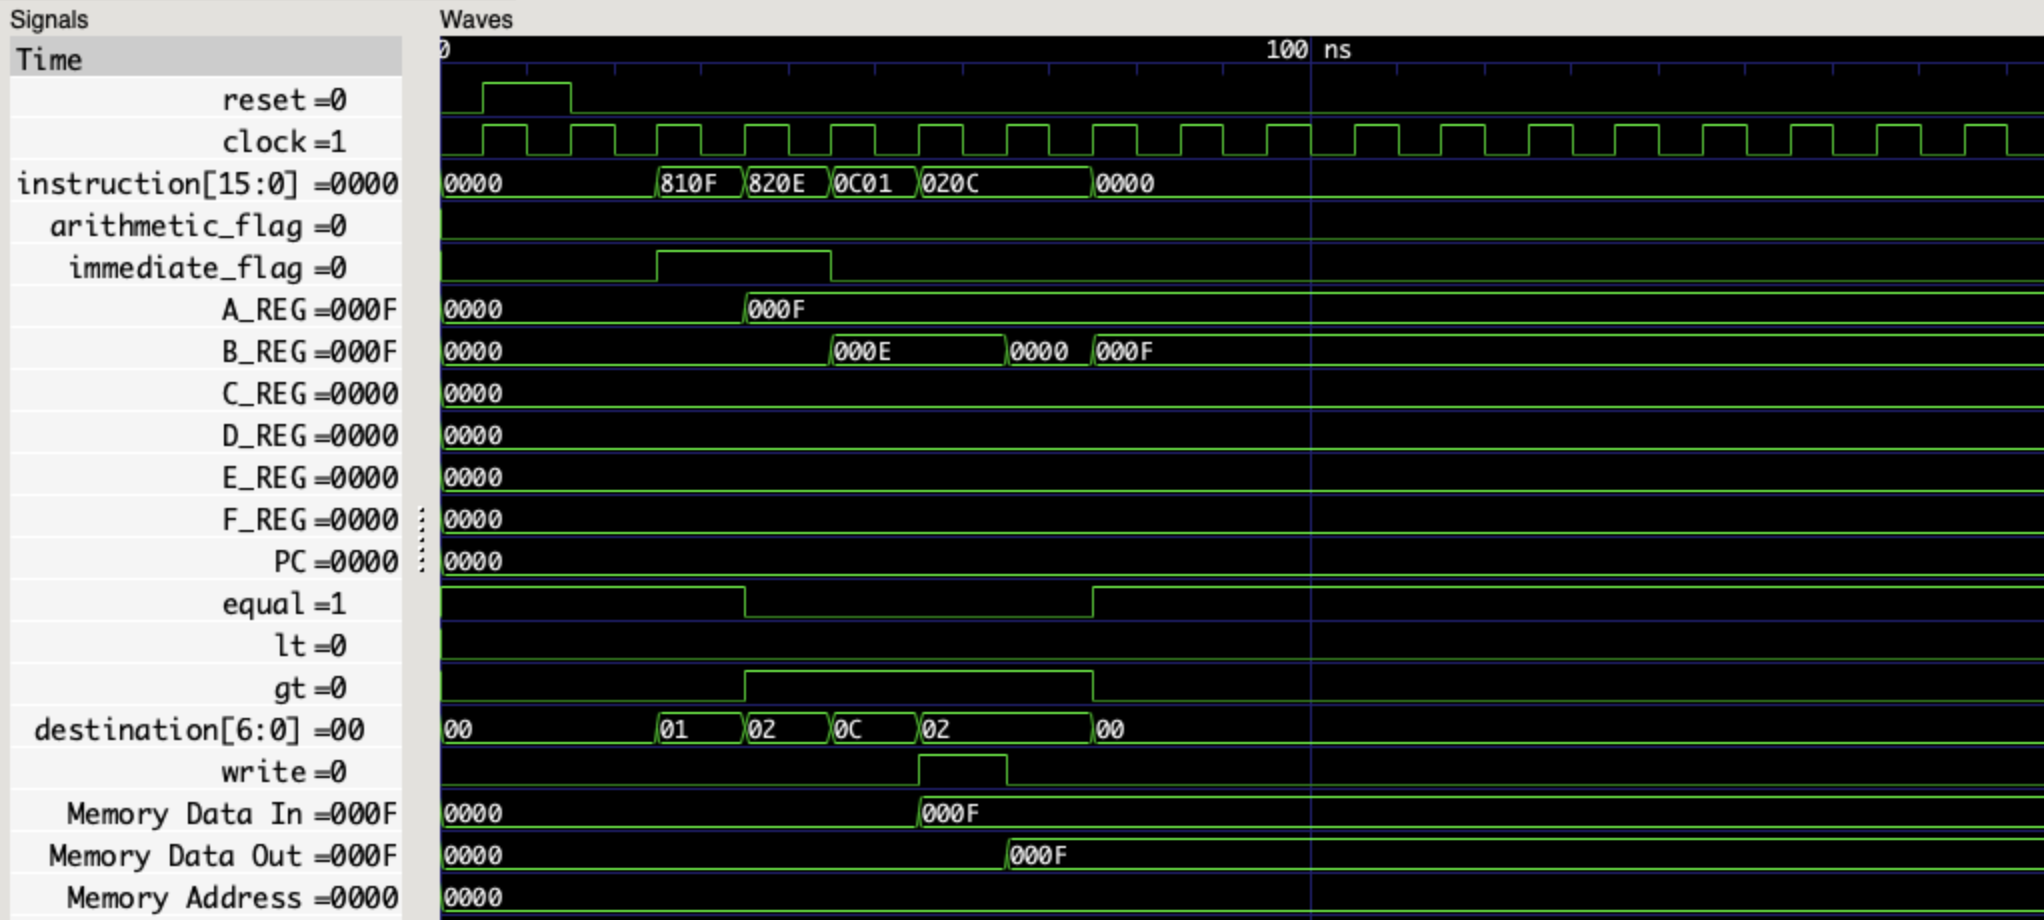 Signals Waves
Time 0 100 ns
reset =0
clock =1
instruction[15:0] =0000 0000 810F 820E 0C01 020C 0000
arithmetic_flag =0
immediate_flag =0
A_REG =000F 0000 000F
B_REG =000F 0000 000E 0000 000F
C_REG =0000 0000
D_REG =0000 0000
E_REG =0000 0000
F_REG =0000 0000
PC =0000 0000
equal =1
lt =0
gt =0
destination[6:0] =00 00 01 02 0C 02 00
write =0
Memory Data In =000F 0000 000F
Memory Data Out =000F 0000 000F
Memory Address =0000 0000